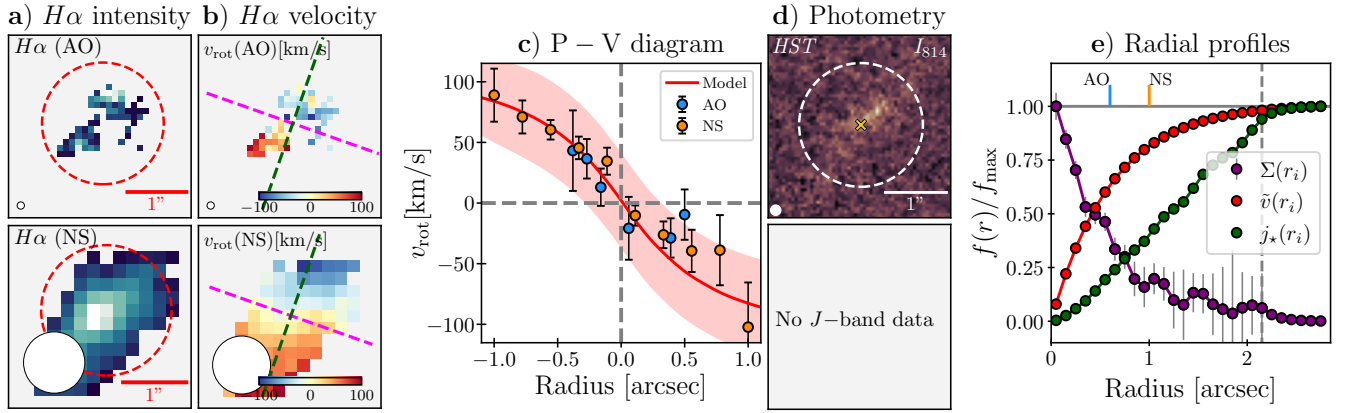 a) Hα intensity
Hα (AO)
1”
Hα (NS)
1”
b) Hα velocity
v_rot(AO)[km/s]
−100 0 100
v_rot(NS)[km/s]
−100 0 100
c) P − V diagram
100
50
0
−50
−100
v_rot[km/s]
Model
AO
NS
−1.0 −0.5 0.0 0.5 1.0
Radius [arcsec]
d) Photometry
HST I_814
1”
No J−band data
e) Radial profiles
AO NS
1.00
0.75
0.50
0.25
0.00
f(r)/f_max
Σ(r_i)
ṽ(r_i)
j_⋆(r_i)
0 1 2
Radius [arcsec]